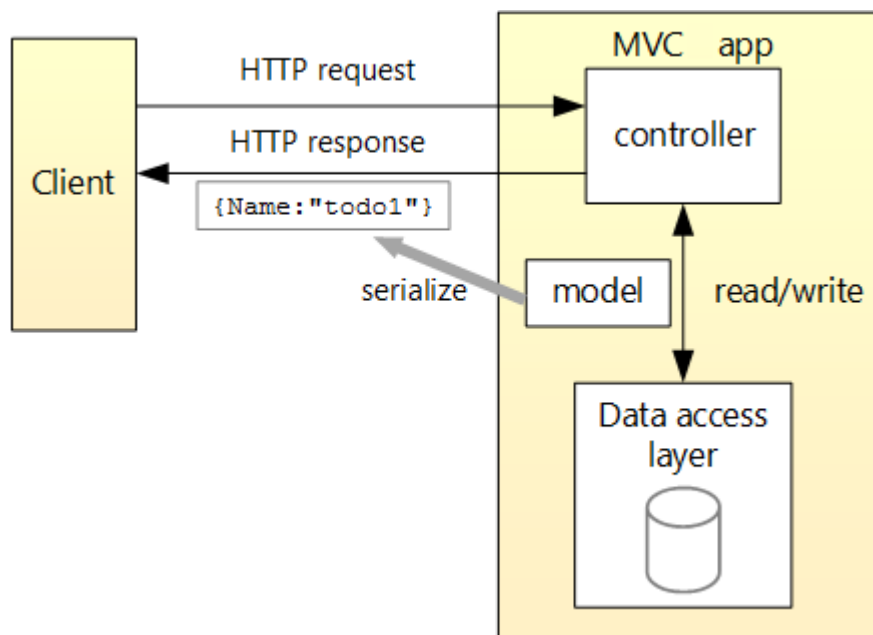 MVC app
HTTP request
controller
HTTP response
Client
{Name:"todo1"}
serialize
model
read/write
Data access
layer